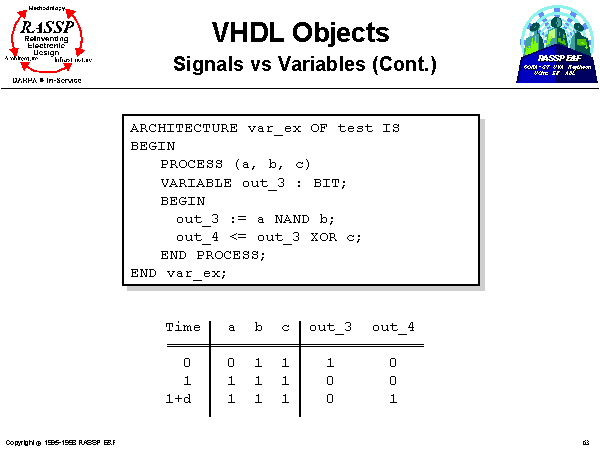 Methodology
RASSP
Reinventing
Electronic
Design
Architecture Infrastructure
DARPA Tri-Service
VHDL Objects
Signals vs Variables (Cont.)
RASSP E&F
ARCHITECTURE var_ex OF test IS
BEGIN
PROCESS (a, b, c)
VARIABLE out_3 : BIT;
BEGIN
out_3 := a NAND b;
out_4 <= out_3 XOR c;
END PROCESS;
END var_ex;
Time a b c out_3 out_4
0 0 1 1 1 0
1 1 1 1 0 0
1+d 1 1 1 0 1
Copyright © 1995-1998 RASSP E&F
63